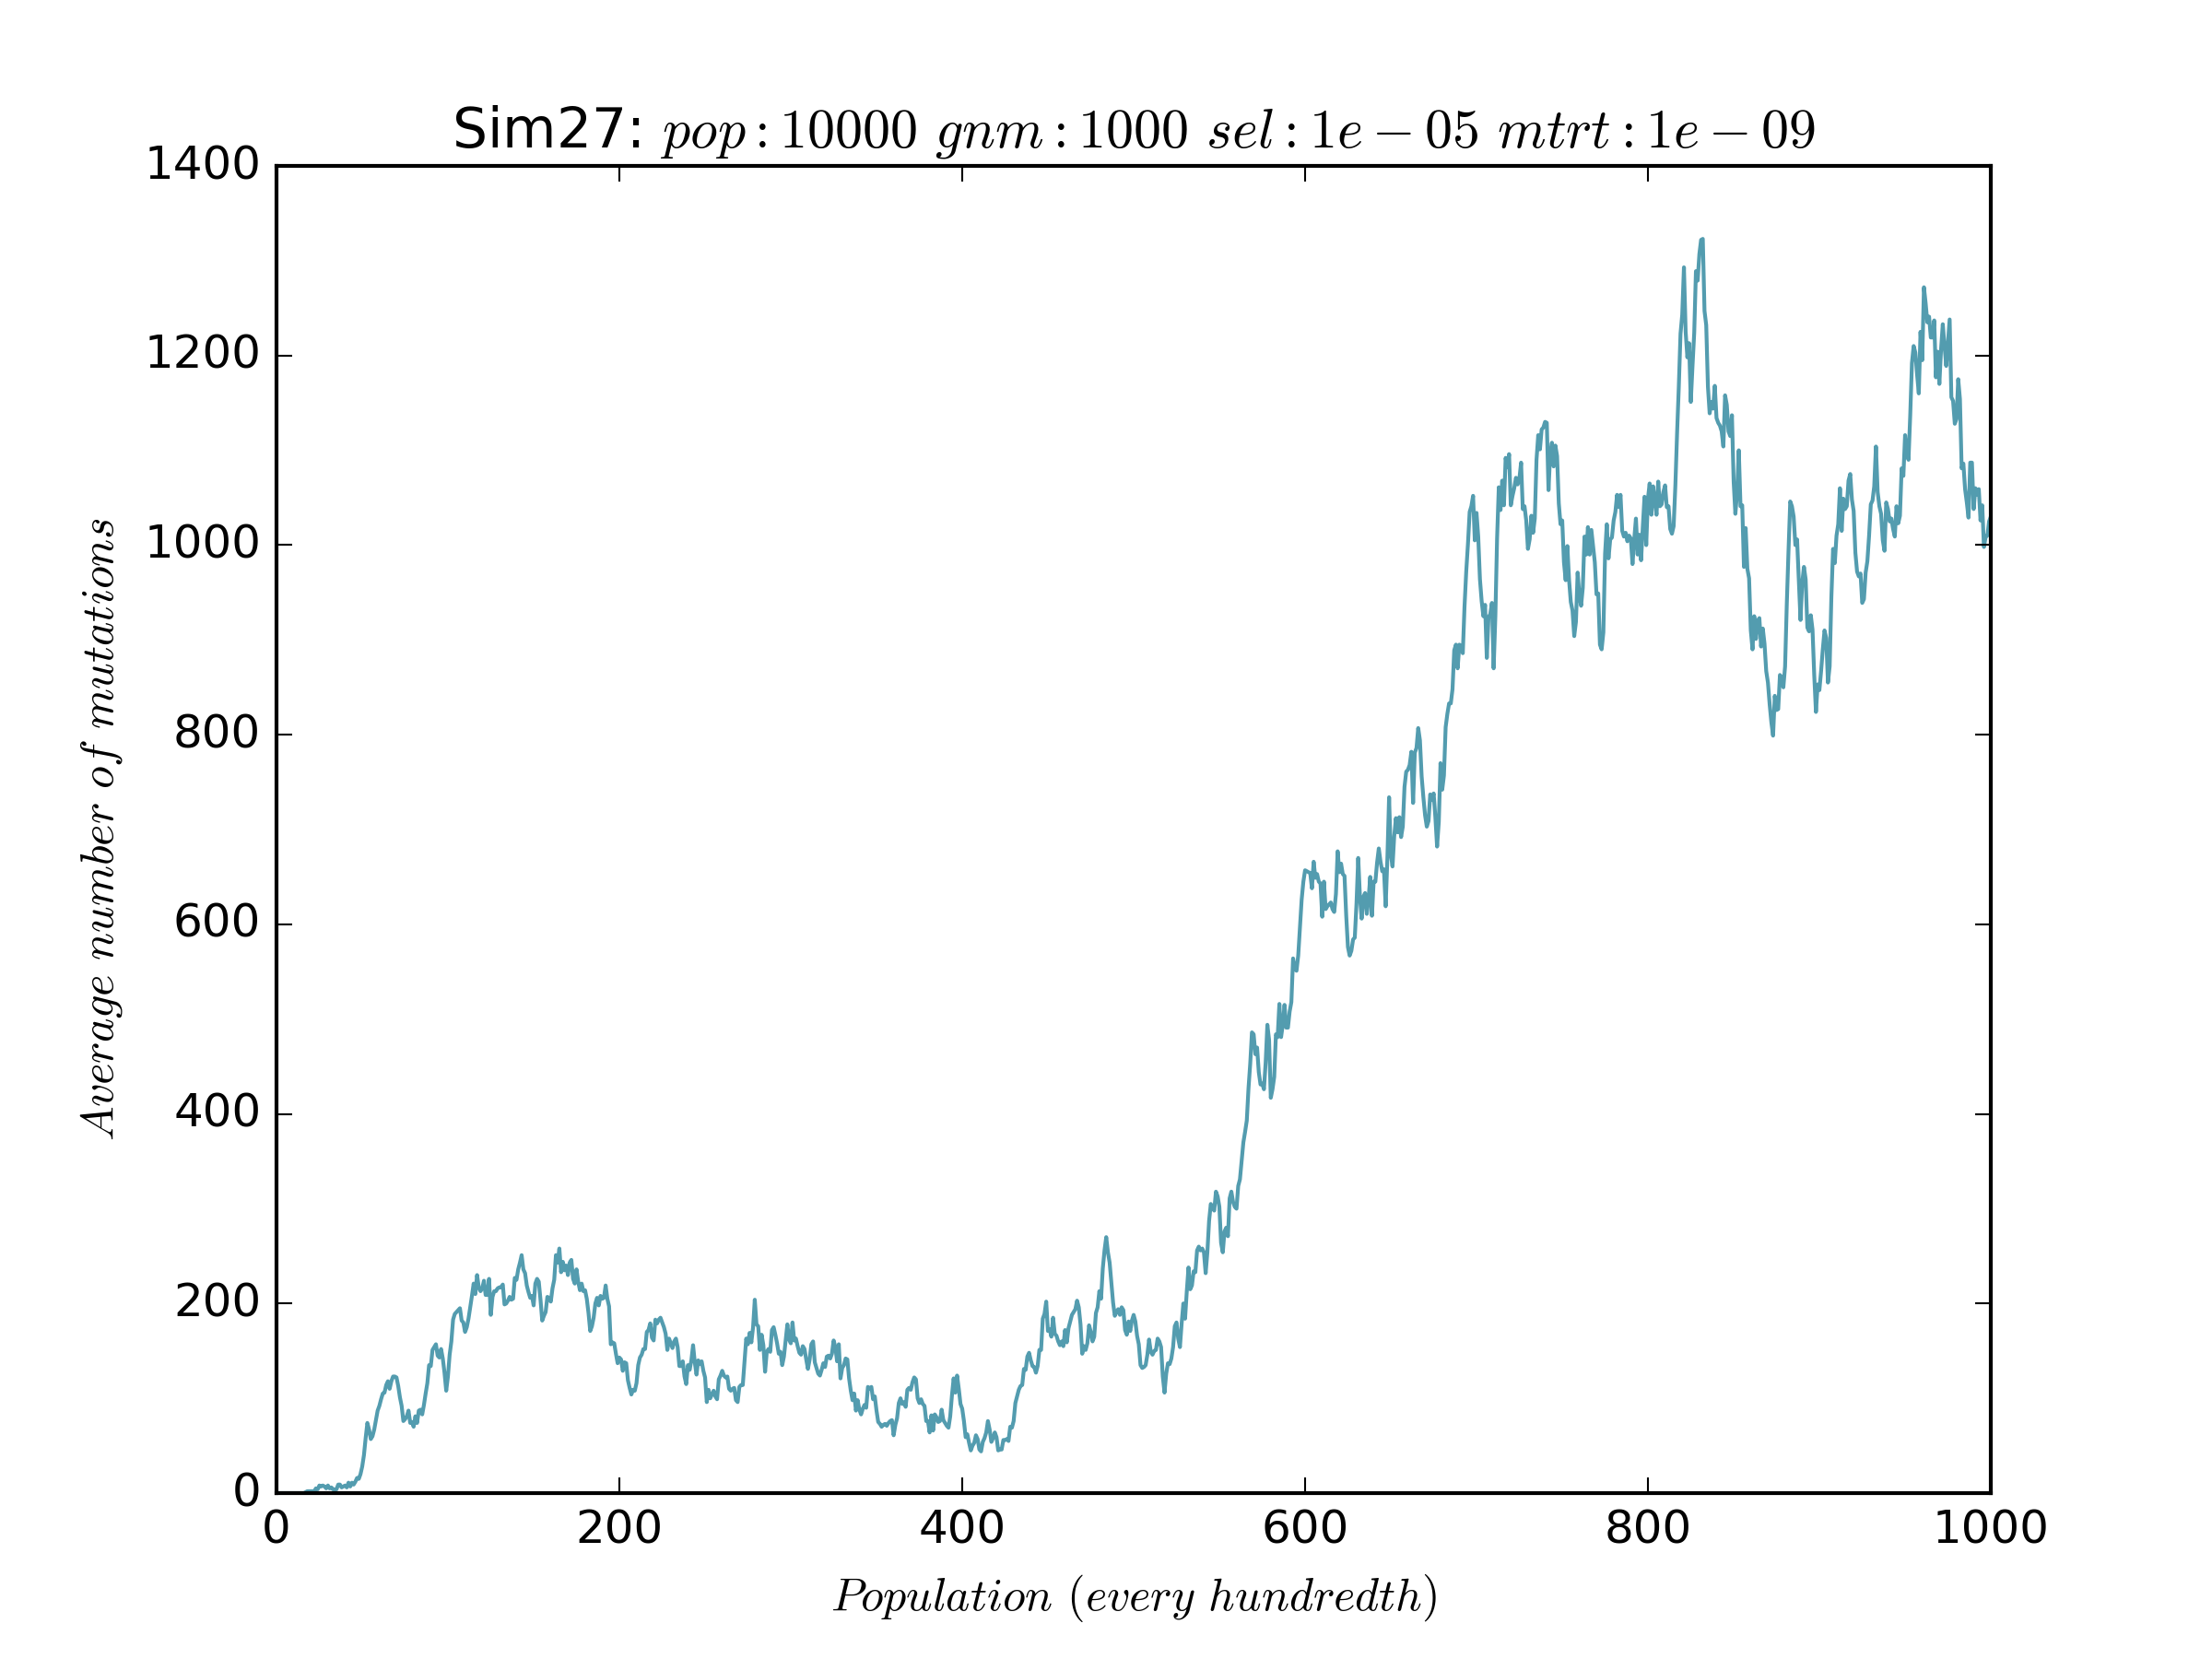 Sim27: pop : 10000 gnm : 1000 sel : 1e − 05 mtrt : 1e − 09
1400
1200
1000
800
600
400
200
0
Average number of mutations
0 200 400 600 800 1000
Population (every hundredth)